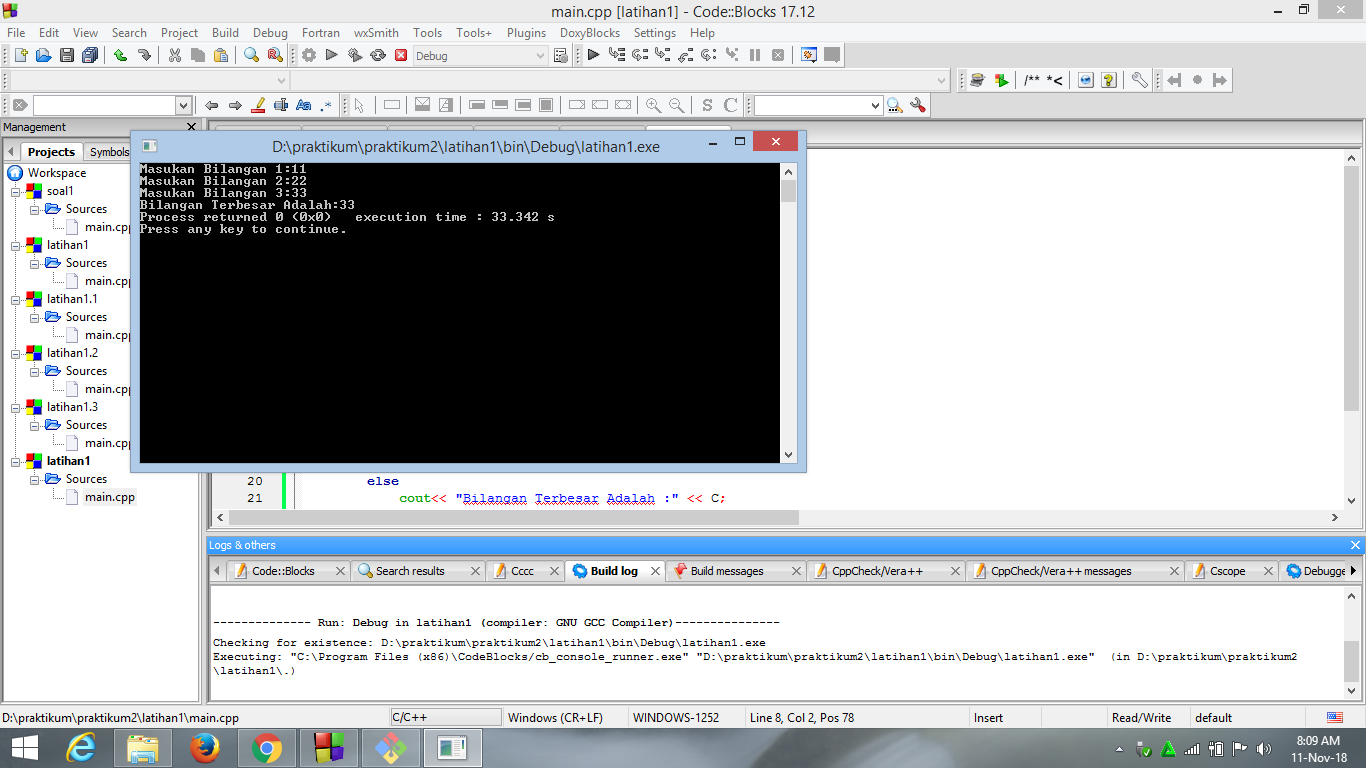 main.cpp [latihan1] - Code::Blocks 17.12
File Edit View Search Project Build Debug Fortran wxSmith Tools Tools+ Plugins DoxyBlocks Settings Help
Debug
/** *<
Aa .*
S C
Management
Projects Symbols
Workspace
soal1
Sources
main.cpp
latihan1
Sources
main.cpp
latihan1.1
Sources
main.cpp
latihan1.2
Sources
main.cpp
latihan1.3
Sources
main.cpp
latihan1
Sources
main.cpp
D:\praktikum\praktikum2\latihan1\bin\Debug\latihan1.exe
Masukan Bilangan 1:11
Masukan Bilangan 2:22
Masukan Bilangan 3:33
Bilangan Terbesar Adalah:33
Process returned 0 (0x0)   execution time : 33.342 s
Press any key to continue.
20 else
21 cout<< "Bilangan Terbesar Adalah :" << C;
Logs & others
Code::Blocks Search results Cccc Build log Build messages CppCheck/Vera++ CppCheck/Vera++ messages Cscope Debugge
-------------- Run: Debug in latihan1 (compiler: GNU GCC Compiler)---------------
Checking for existence: D:\praktikum\praktikum2\latihan1\bin\Debug\latihan1.exe
Executing: "C:\Program Files (x86)\CodeBlocks/cb_console_runner.exe" "D:\praktikum\praktikum2\latihan1\bin\Debug\latihan1.exe"  (in D:\praktikum\praktikum2
\latihan1\.)
D:\praktikum\praktikum2\latihan1\main.cpp C/C++ Windows (CR+LF) WINDOWS-1252 Line 8, Col 2, Pos 78 Insert Read/Write default
8:09 AM
11-Nov-18